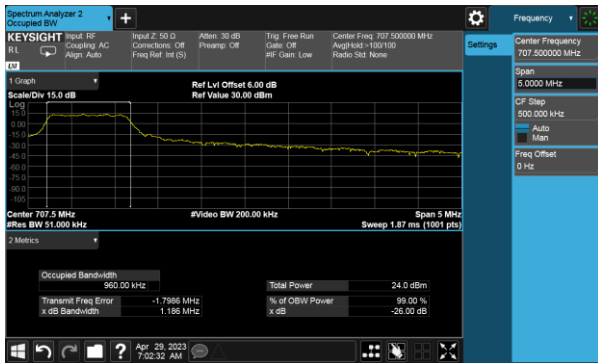 Spectrum Analyzer 2
Occupied BW
Frequency
KEYSIGHT
Input: RF
Coupling: AC
Align: Auto
Input Z: 50 Ω
Corrections: Off
Freq Ref: Int (S)
Atten: 30 dB
Preamp: Off
Trig: Free Run
Gate: Off
#IF Gain: Low
Center Freq: 707.500000 MHz
Avg|Hold:>100/100
Radio Std: None
R L
Settings
Center Frequency
707.500000 MHz
Span
5.0000 MHz
CF Step
500.000 kHz
Auto
Man
Freq Offset
0 Hz
1 Graph
Scale/Div 15.0 dB
Ref Lvl Offset 6.00 dB
Ref Value 30.00 dBm
Log
15.0
0.00
-15.0
-30.0
-45.0
-60.0
-75.0
-90.0
-105
Center 707.5 MHz
#Video BW 200.00 kHz
Span 5 MHz
#Res BW 51.000 kHz
Sweep 1.87 ms (1001 pts)
2 Metrics
Occupied Bandwidth
960.00 kHz
Total Power
24.0 dBm
Transmit Freq Error
-1.7986 MHz
% of OBW Power
99.00 %
x dB Bandwidth
1.186 MHz
x dB
-26.00 dB
?
Apr 29, 2023
7:02:32 AM